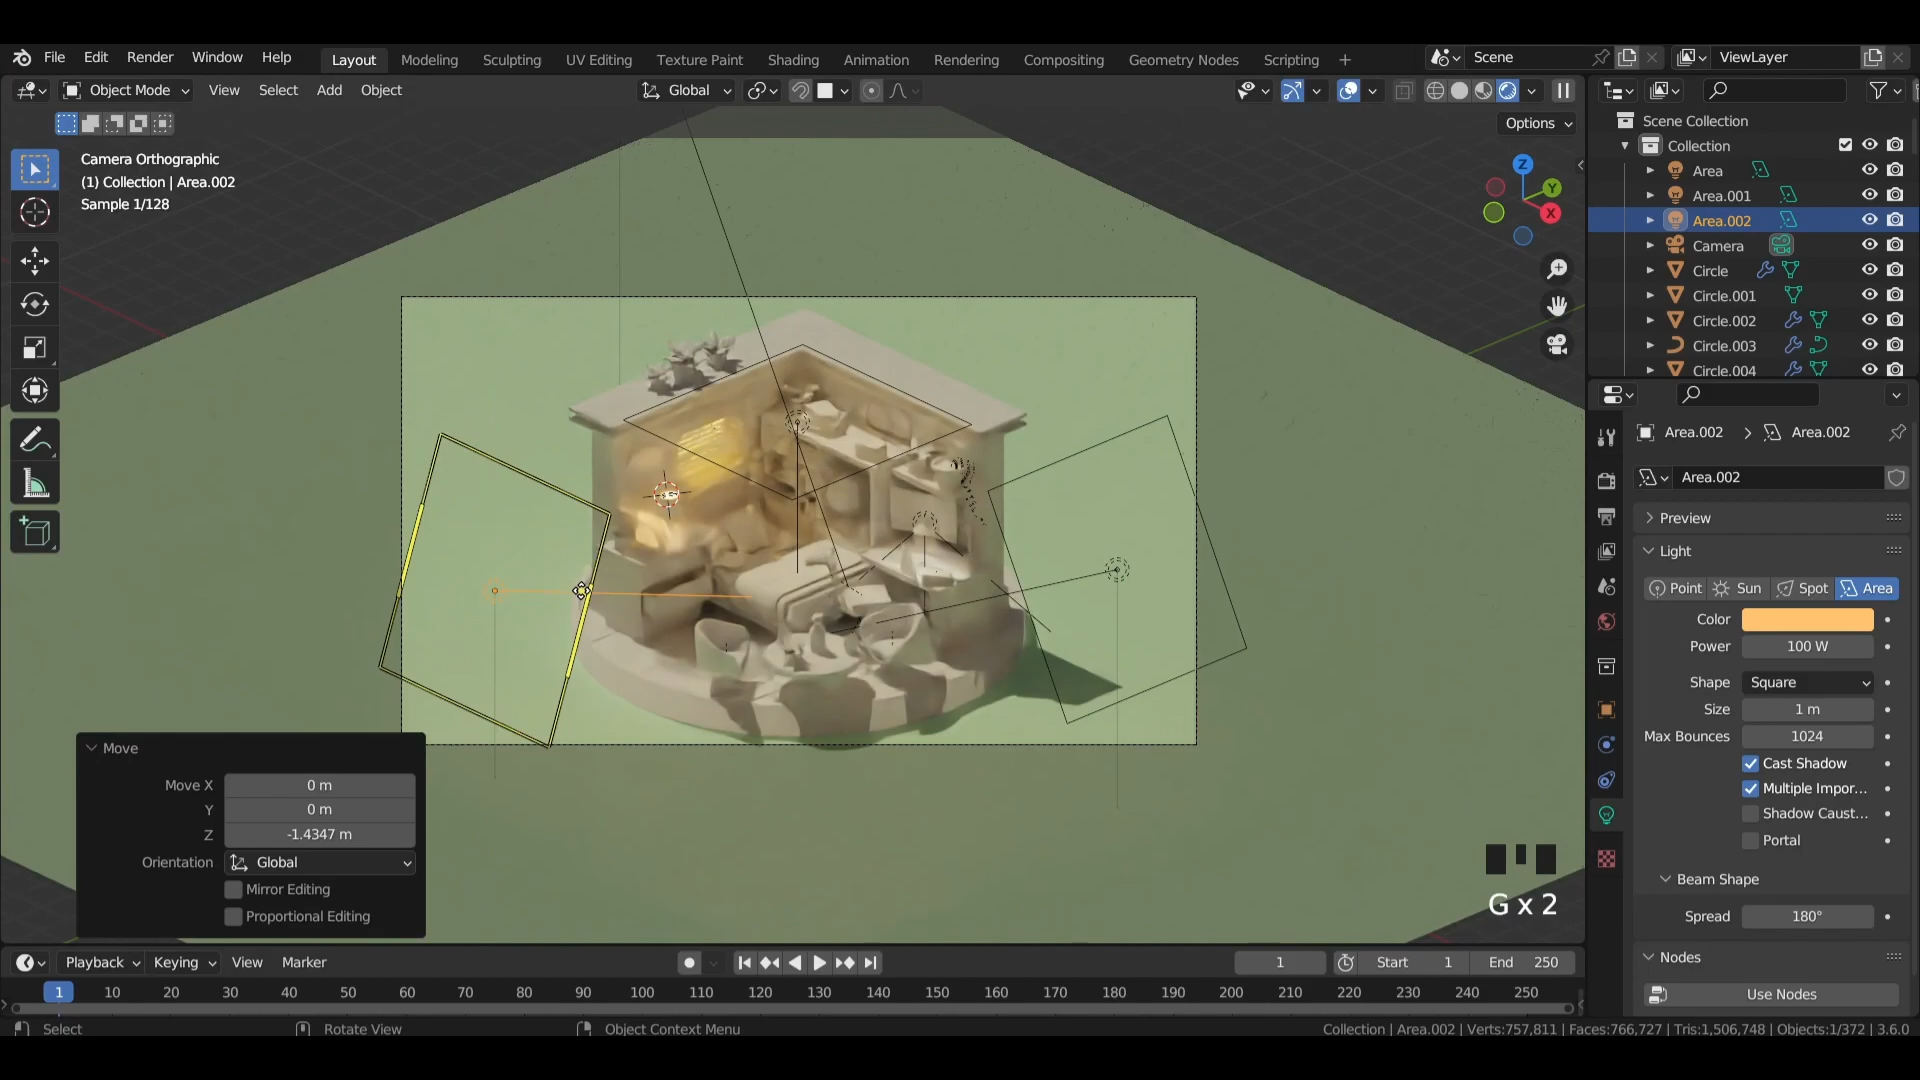 File Edit Render Window Help
Layout Modeling Sculpting UV Editing Texture Paint Shading Animation Rendering Compositing Geometry Nodes Scripting +
Scene
ViewLayer
Object Mode View Select Add Object
Global
Options
Camera Orthographic
(1) Collection | Area.002
Sample 1/128
Z
Y
X
Scene Collection
Collection
Area
Area.001
Area.002
Camera
Circle
Circle.001
Circle.002
Circle.003
Circle.004
Area.002 > Area.002
Area.002
Preview
Light
Point Sun Spot Area
Color
Power 100 W
Shape Square
Size 1 m
Max Bounces 1024
Cast Shadow
Multiple Impor...
Shadow Caust...
Portal
Beam Shape
Spread 180°
Nodes
Use Nodes
Move
Move X 0 m
Y 0 m
Z -1.4347 m
Orientation Global
Mirror Editing
Proportional Editing
G x 2
Playback Keying View Marker
1 Start 1 End 250
1 10 20 30 40 50 60 70 80 90 100 110 120 130 140 150 160 170 180 190 200 210 220 230 240 250
Select Rotate View Object Context Menu
Collection | Area.002 | Verts:757,811 | Faces:766,727 | Tris:1,506,748 | Objects:1/372 | 3.6.0